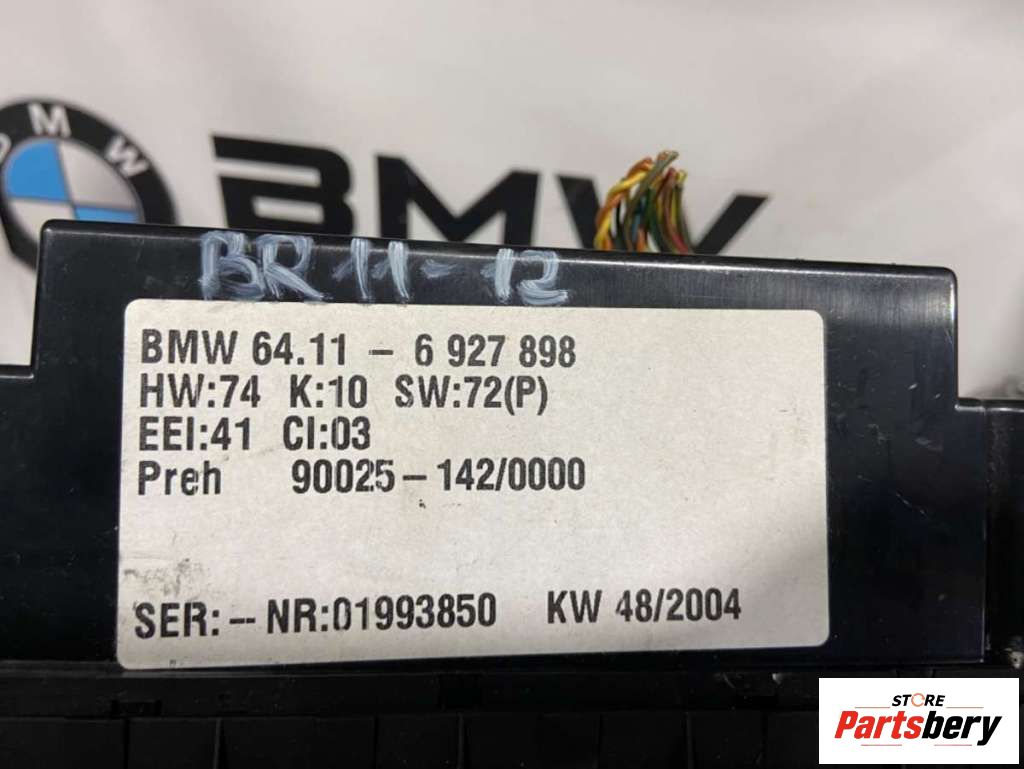 BMW
BMW
BR 11-12
BMW 64.11 – 6 927 898
HW:74 K:10 SW:72(P)
EEI:41 CI:03
Preh 90025– 142/0000
SER: -- NR:01993850 KW 48/2004
STORE
Partsbery